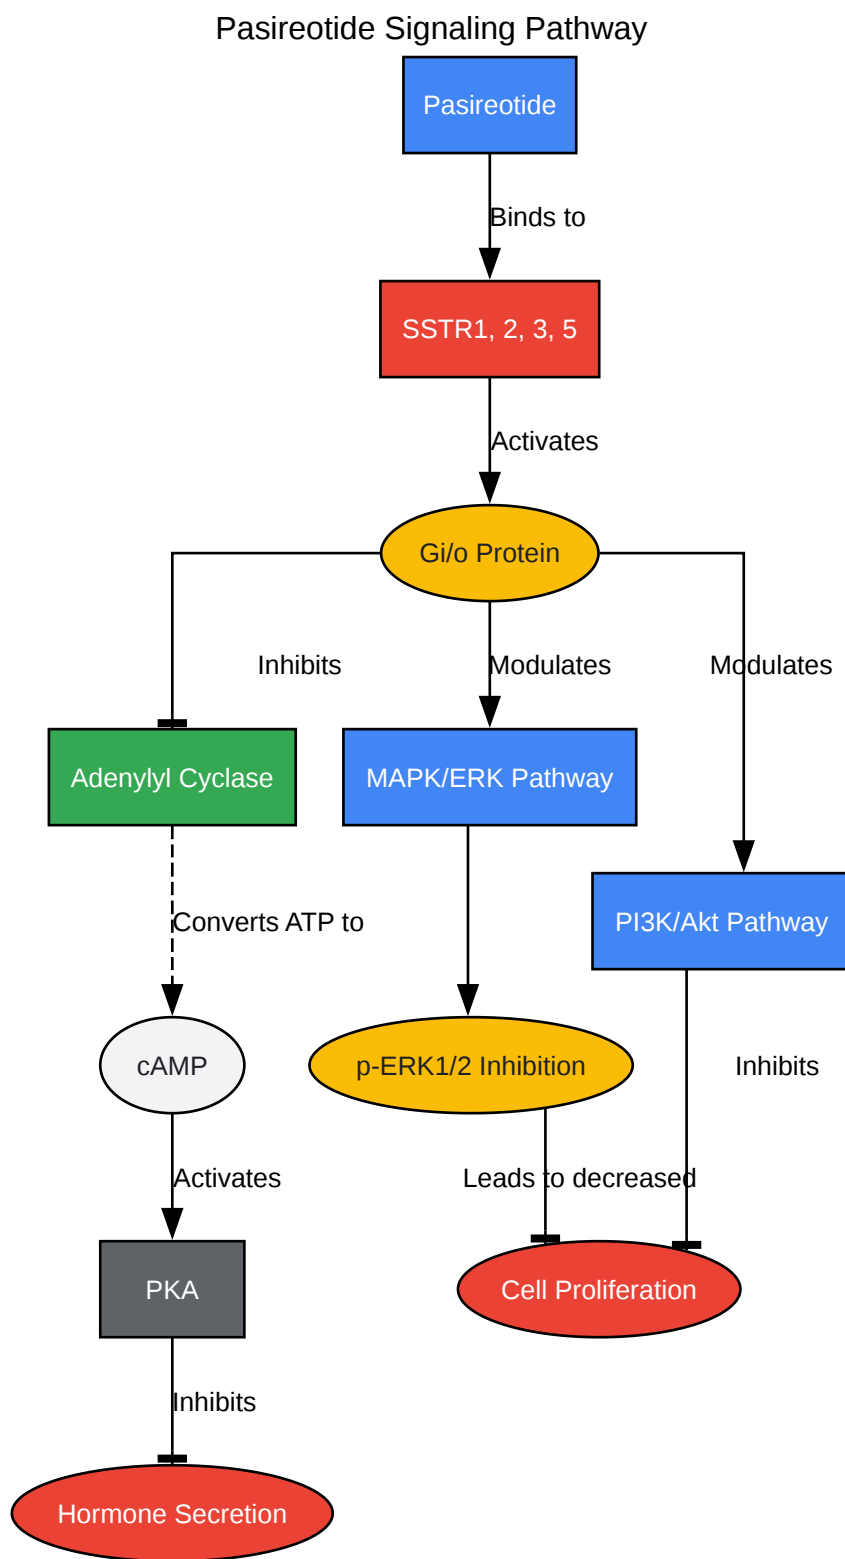 Pasireotide Signaling Pathway
Pasireotide
Binds to
SSTR1, 2, 3, 5
Activates
Gi/o Protein
Inhibits
Modulates
Modulates
Adenylyl Cyclase
MAPK/ERK Pathway
Converts ATP to
PI3K/Akt Pathway
cAMP
p-ERK1/2 Inhibition
Inhibits
Activates
Leads to decreased
PKA
Cell Proliferation
Inhibits
Hormone Secretion